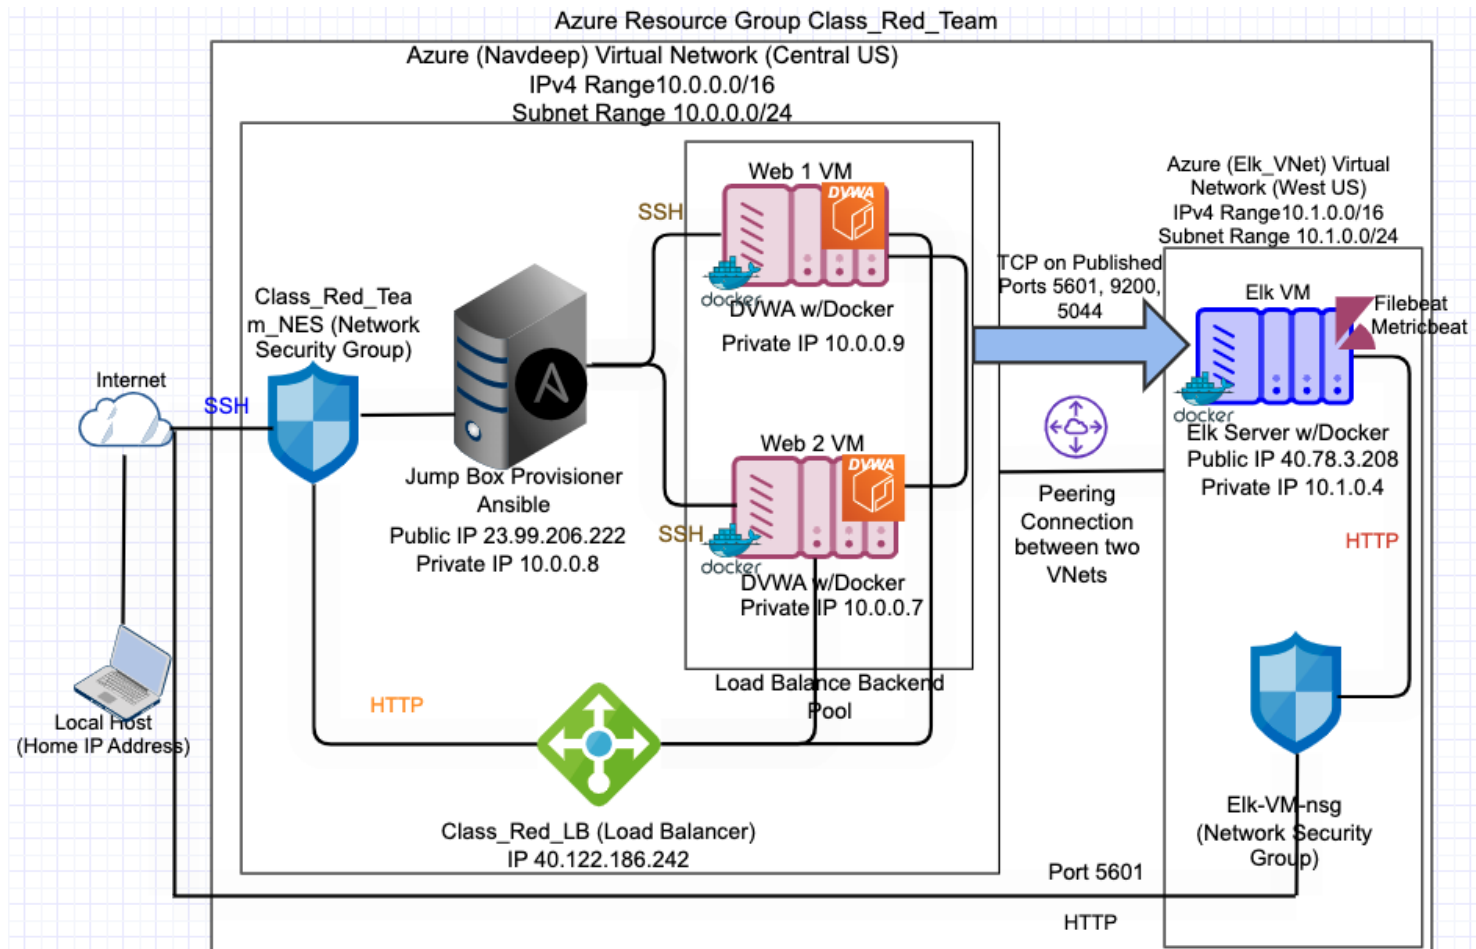 Azure Resource Group Class_Red_Team
Azure (Navdeep) Virtual Network (Central US)
IPv4 Range10.0.0.0/16
Subnet Range 10.0.0.0/24
Web 1 VM
DVWA
SSH
docker
DVWA w/Docker
Private IP 10.0.0.9
Class_Red_Tea
m_NES (Network
Security Group)
Internet
SSH
Jump Box Provisioner
Ansible
Public IP 23.99.206.222
Private IP 10.0.0.8
Web 2 VM
DVWA
SSH
docker
DVWA w/Docker
Private IP 10.0.0.7
Load Balance Backend
Pool
Local Host
(Home IP Address)
HTTP
Class_Red_LB (Load Balancer)
IP 40.122.186.242
TCP on Published
Ports 5601, 9200,
5044
Peering
Connection
between two
VNets
Azure (Elk_VNet) Virtual
Network (West US)
IPv4 Range10.1.0.0/16
Subnet Range 10.1.0.0/24
Elk VM
Filebeat
Metricbeat
docker
Elk Server w/Docker
Public IP 40.78.3.208
Private IP 10.1.0.4
HTTP
Elk-VM-nsg
(Network Security
Group)
Port 5601
HTTP